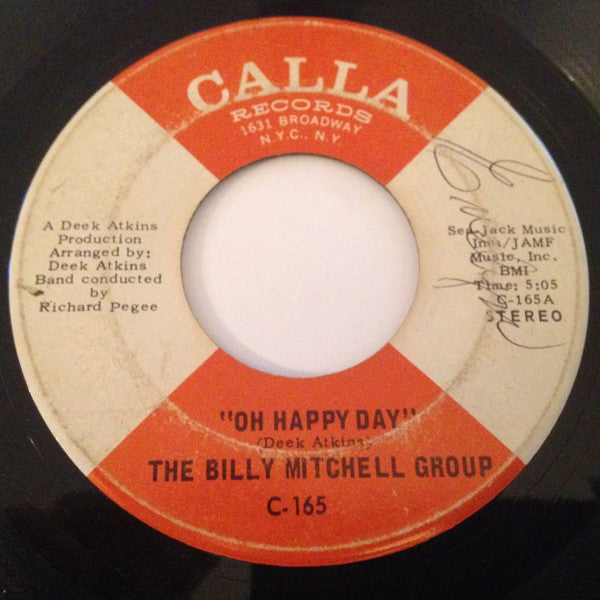 CALLA
RECORDS
1631 BROADWAY
N.Y.C., N.Y
A Deek Atkins
Production
Arranged by:
Deek Atkins
Band conducted
by
Richard Pegee
Sea-Jack Music
Inc./JAMF
Music, Inc.
BMI
Time: 5:05
C-165A
STEREO
"OH HAPPY DAY"
(Deek Atkins)
THE BILLY MITCHELL GROUP
C-165